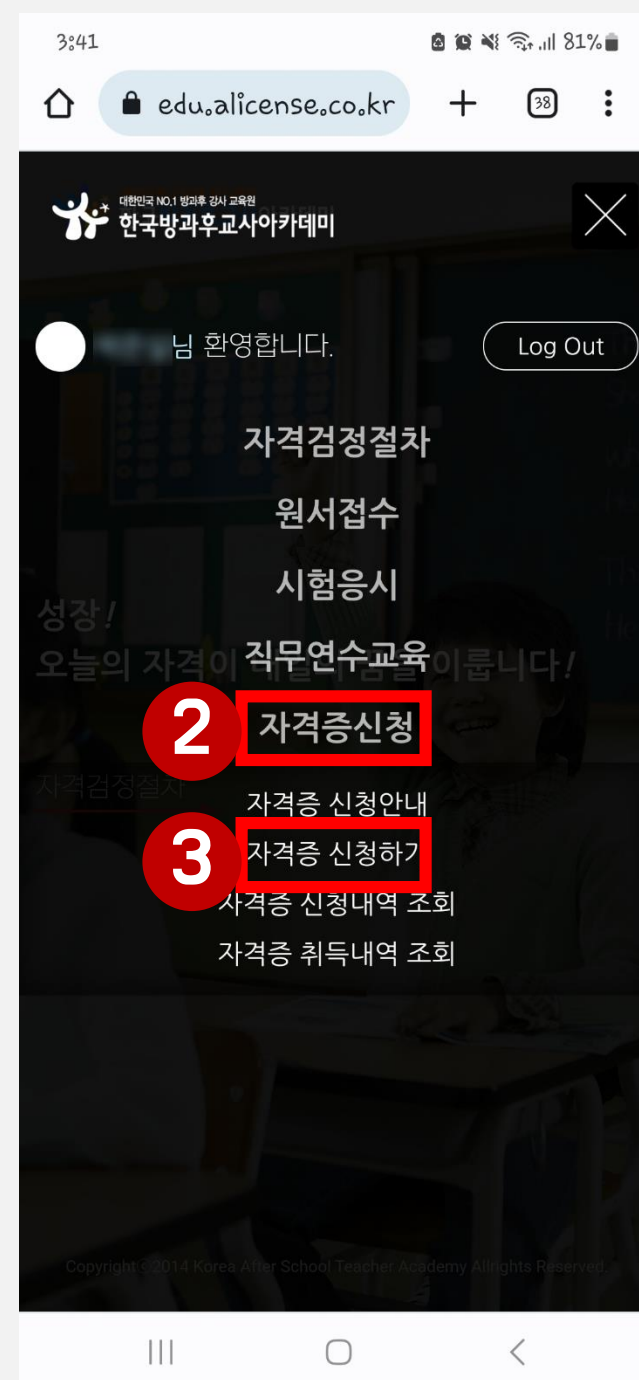 3:41
81%
edu.alicense.co.kr
38
대한민국 NO.1 방과후 강사 교육원
한국방과후교사아카데미
님 환영합니다.
Log Out
자격검정절차
원서접수
시험응시
성장!
직무연수교육
오늘의 자격이 이룹니다!
2
자격증신청
자격검정절차
자격증 신청안내
3
자격증 신청하기
자격증 신청내역 조회
자격증 취득내역 조회
Copyright©2014 Korea After School Teacher Academy Allrights Reserved.